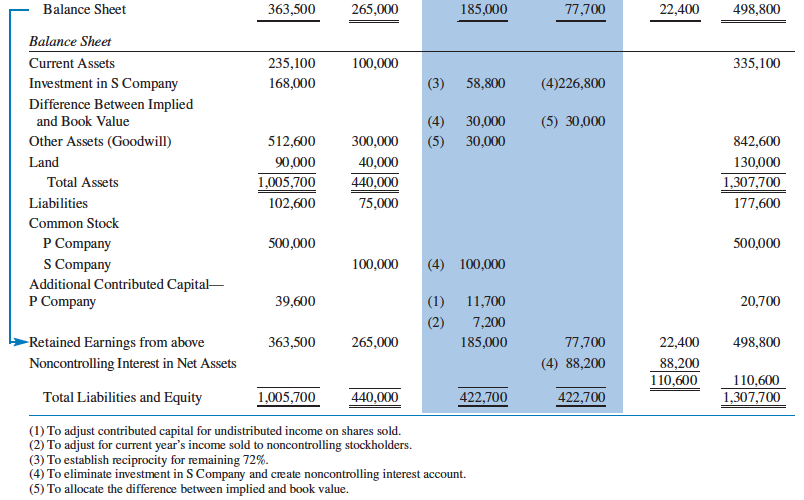 Balance Sheet 363,500 265,000 185,000 77,700 22,400 498,800
Balance Sheet
Current Assets 235,100 100,000 335,100
Investment in S Company 168,000 (3) 58,800 (4)226,800
Difference Between Implied
and Book Value (4) 30,000 (5) 30,000
Other Assets (Goodwill) 512,600 300,000 (5) 30,000 842,600
Land 90,000 40,000 130,000
Total Assets 1,005,700 440,000 1,307,700
Liabilities 102,600 75,000 177,600
Common Stock
P Company 500,000 500,000
S Company 100,000 (4) 100,000
Additional Contributed Capital—
P Company 39,600 (1) 11,700 20,700
(2) 7,200
Retained Earnings from above 363,500 265,000 185,000 77,700 22,400 498,800
Noncontrolling Interest in Net Assets (4) 88,200 88,200
110,600 110,600
Total Liabilities and Equity 1,005,700 440,000 422,700 422,700 1,307,700
(1) To adjust contributed capital for undistributed income on shares sold.
(2) To adjust for current year's income sold to noncontrolling stockholders.
(3) To establish reciprocity for remaining 72%.
(4) To eliminate investment in S Company and create noncontrolling interest account.
(5) To allocate the difference between implied and book value.